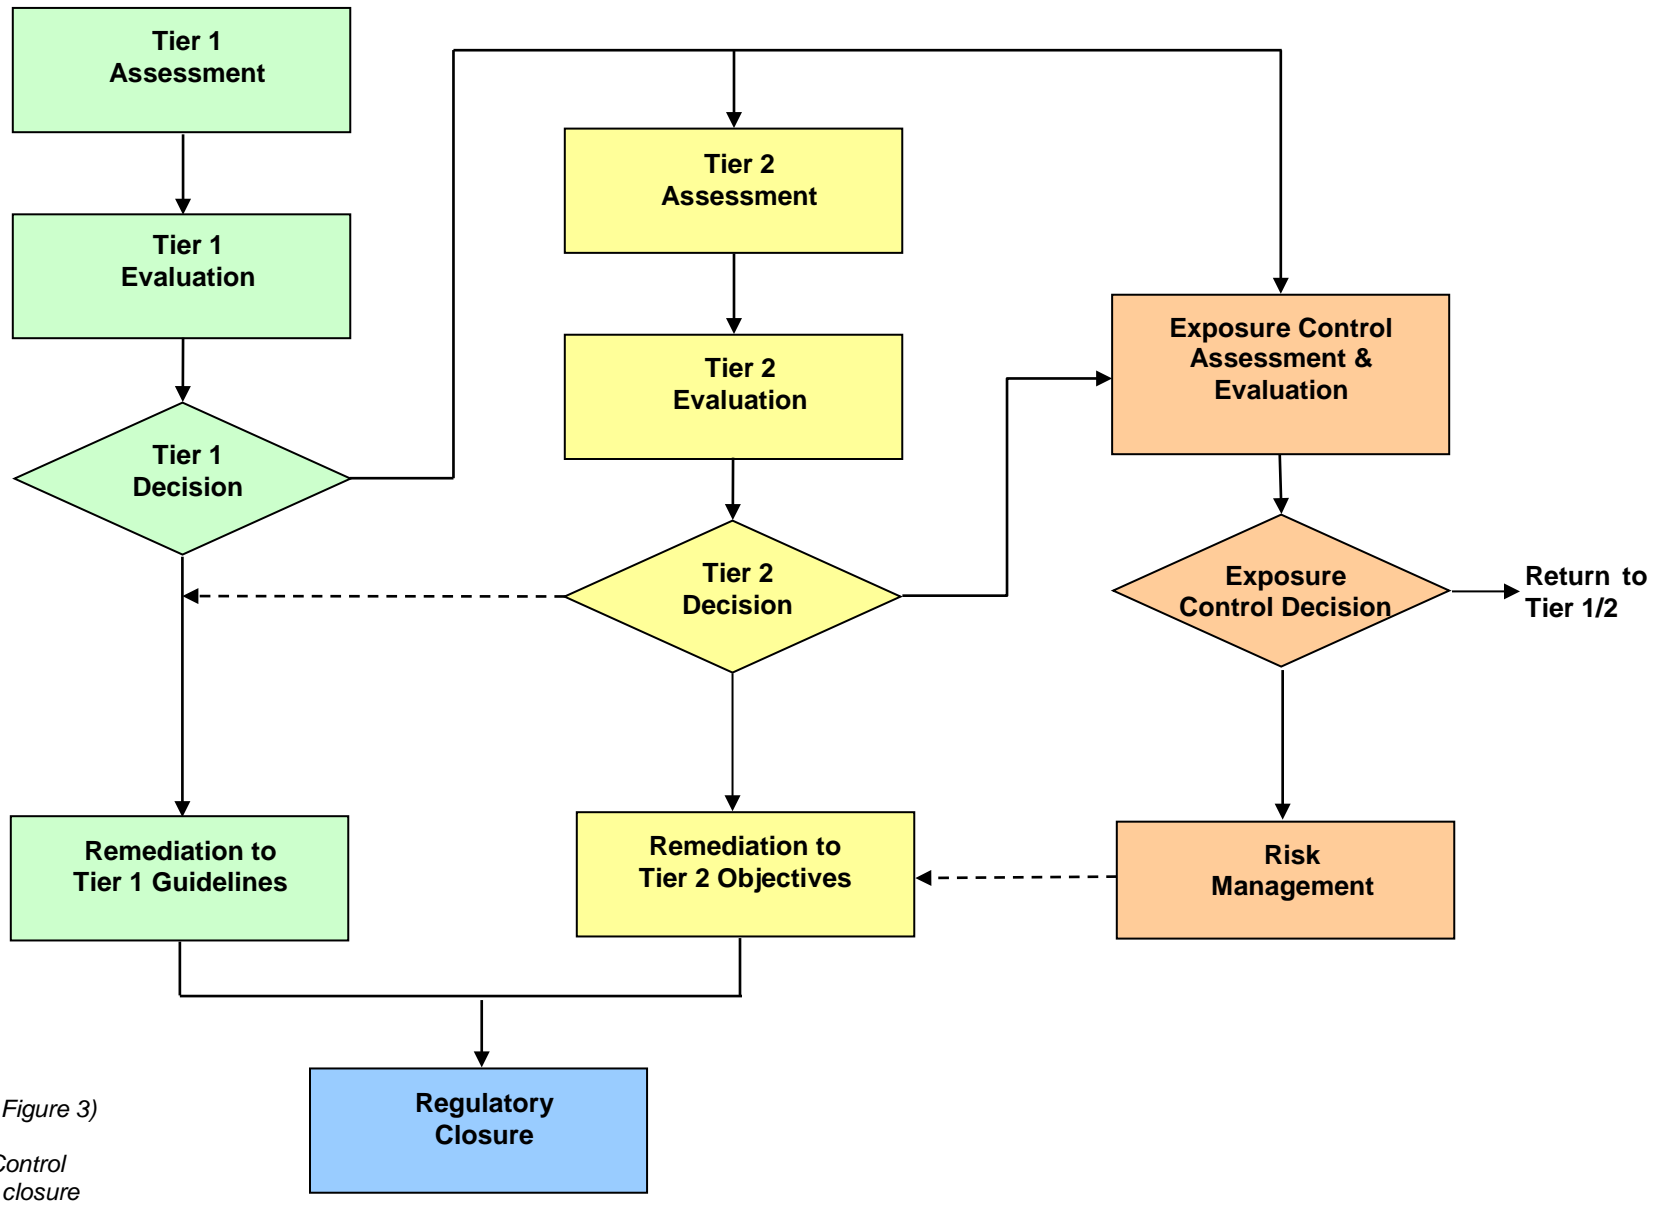 Tier 1
Assessment
Tier 2
Assessment
Tier 1
Evaluation
Exposure Control
Assessment &
Evaluation
Tier 2
Evaluation
Tier 1
Decision
Tier 2
Decision
Exposure
Control Decision
Return to
Tier 1/2
Remediation to
Tier 1 Guidelines
Remediation to
Tier 2 Objectives
Risk
Management
Regulatory
Closure
Figure 3)
Control
closure